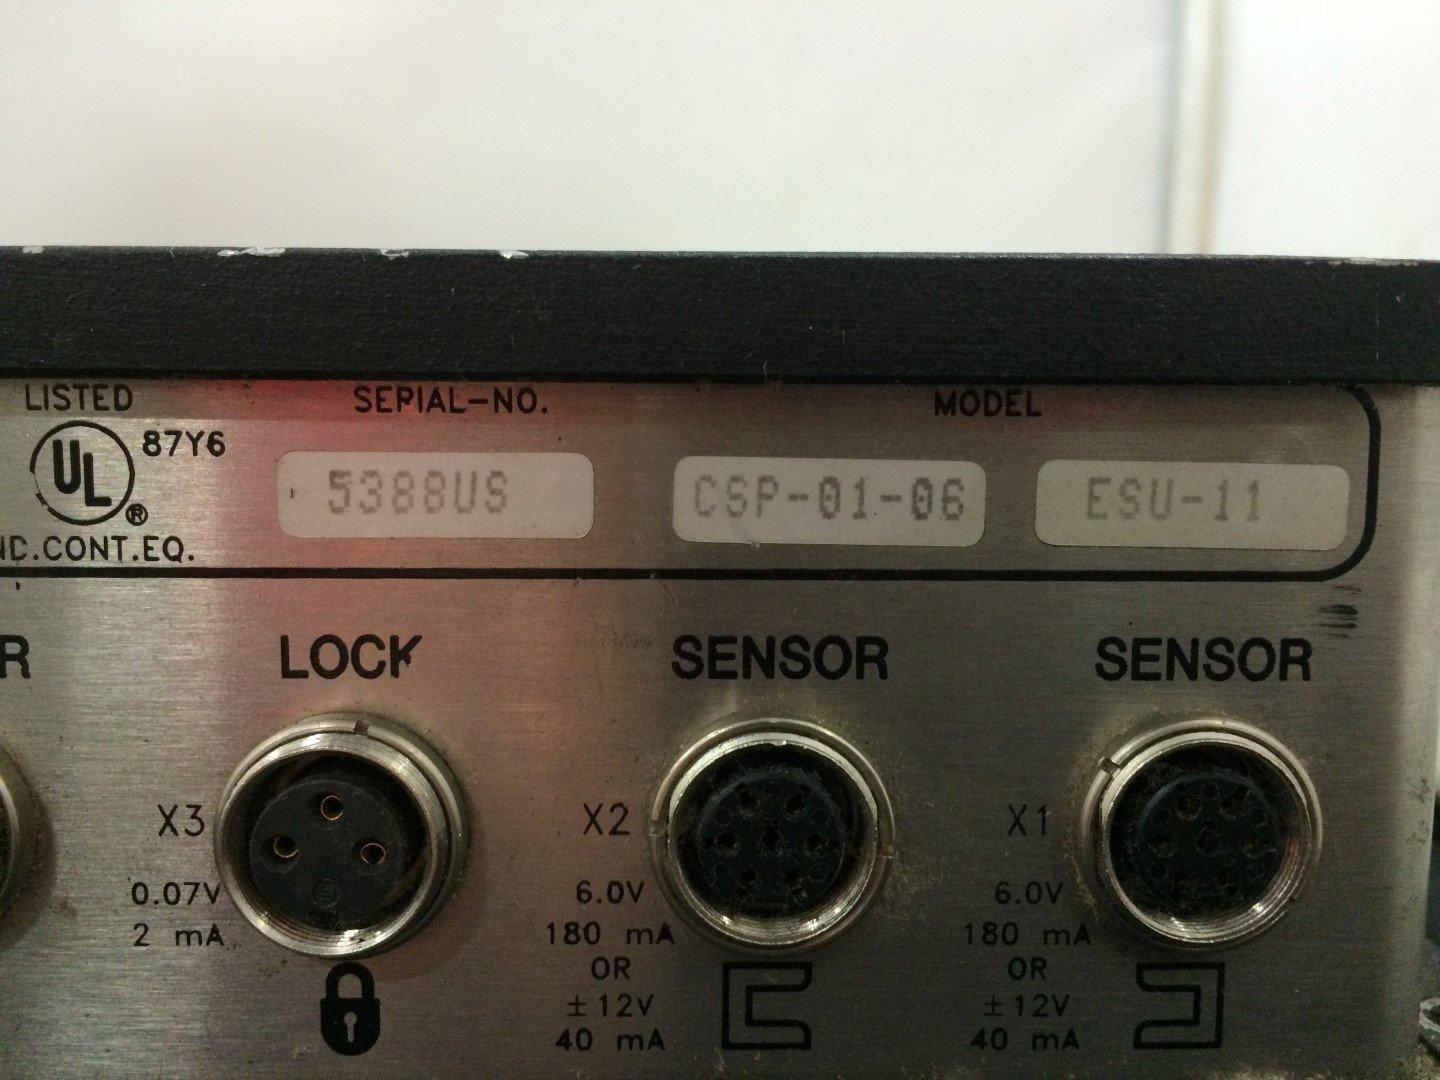 LISTED
SERIAL-NO.
MODEL
UL
87Y6
®
5388US
CSP-01-06
ESU-11
.CONT.EQ.
R
LOCK
SENSOR
SENSOR
X3
0.07V
2 mA
X2
6.0V
180 mA
OR
±12V
40 mA
X1
6.0V
180 mA
OR
±12V
40 mA